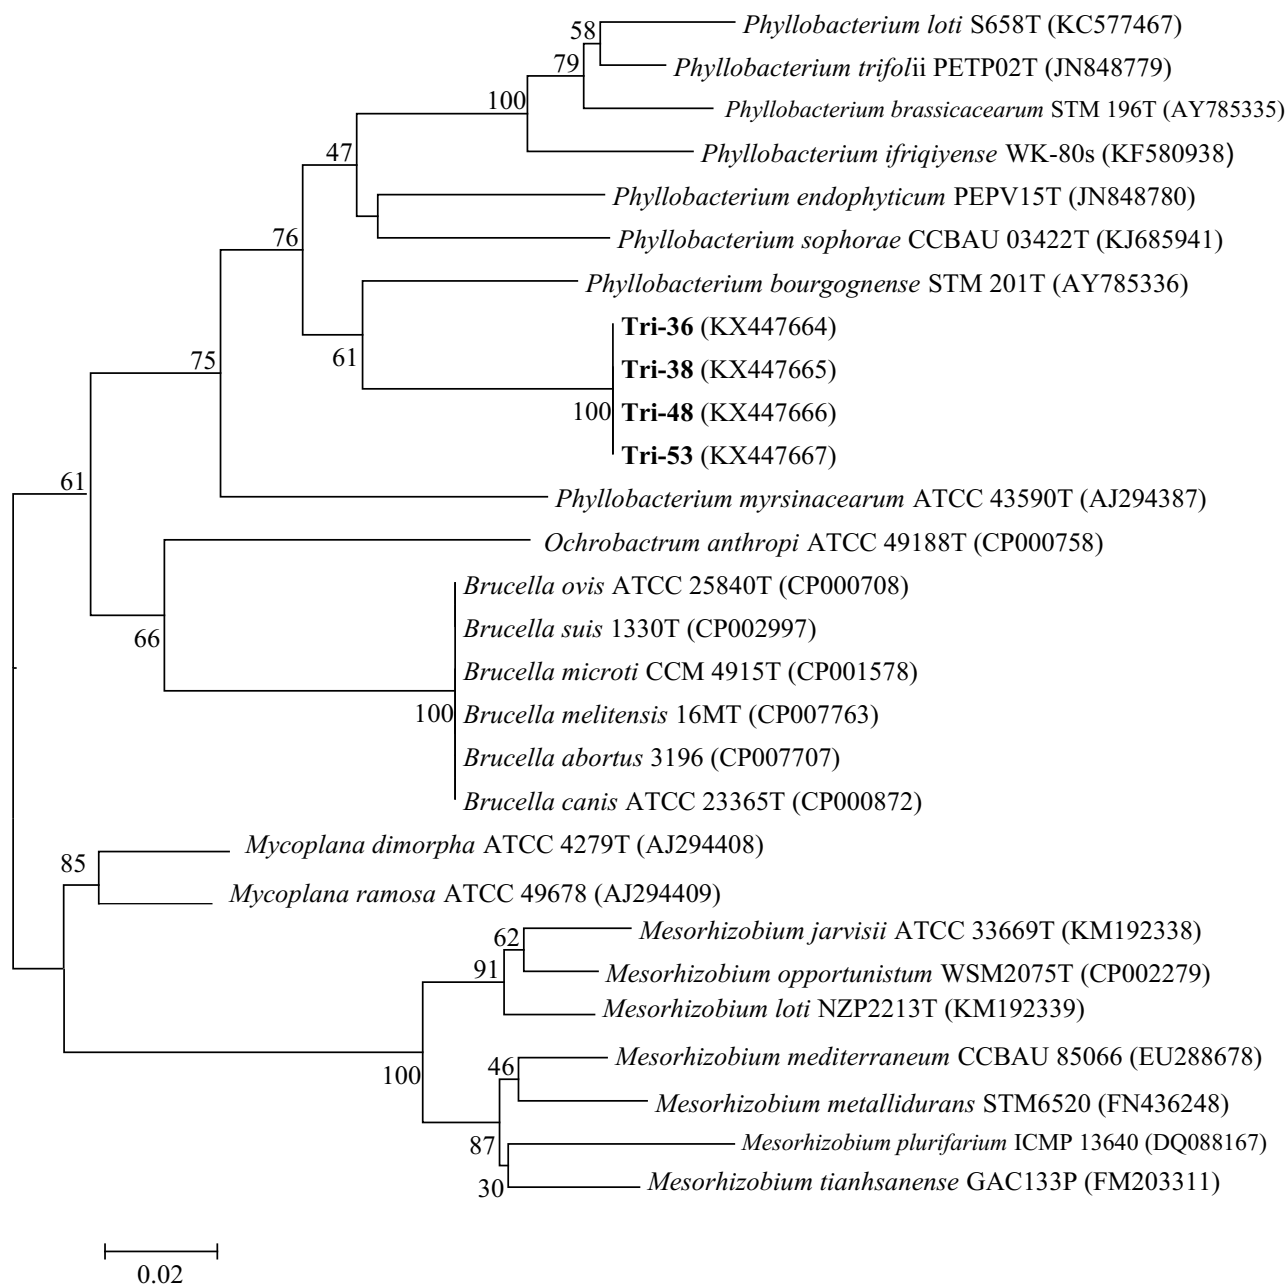 58
Phyllobacterium loti S658T (KC577467)
79
Phyllobacterium trifolii PETP02T (JN848779)
100
Phyllobacterium brassicacearum STM 196T (AY785335)
47
Phyllobacterium ifriqiyense WK-80s (KF580938)
Phyllobacterium endophyticum PEPV15T (JN848780)
76
Phyllobacterium sophorae CCBAU 03422T (KJ685941)
Phyllobacterium bourgognense STM 201T (AY785336)
Tri-36 (KX447664)
75
61
Tri-38 (KX447665)
100
Tri-48 (KX447666)
Tri-53 (KX447667)
61
Phyllobacterium myrsinacearum ATCC 43590T (AJ294387)
Ochrobactrum anthropi ATCC 49188T (CP000758)
Brucella ovis ATCC 25840T (CP000708)
66
Brucella suis 1330T (CP002997)
Brucella microti CCM 4915T (CP001578)
100
Brucella melitensis 16MT (CP007763)
Brucella abortus 3196 (CP007707)
Brucella canis ATCC 23365T (CP000872)
Mycoplana dimorpha ATCC 4279T (AJ294408)
85
Mycoplana ramosa ATCC 49678 (AJ294409)
62
Mesorhizobium jarvisii ATCC 33669T (KM192338)
91
Mesorhizobium opportunistum WSM2075T (CP002279)
Mesorhizobium loti NZP2213T (KM192339)
100
46
Mesorhizobium mediterraneum CCBAU 85066 (EU288678)
Mesorhizobium metallidurans STM6520 (FN436248)
87
Mesorhizobium plurifarium ICMP 13640 (DQ088167)
30
Mesorhizobium tianhsanense GAC133P (FM203311)
0.02